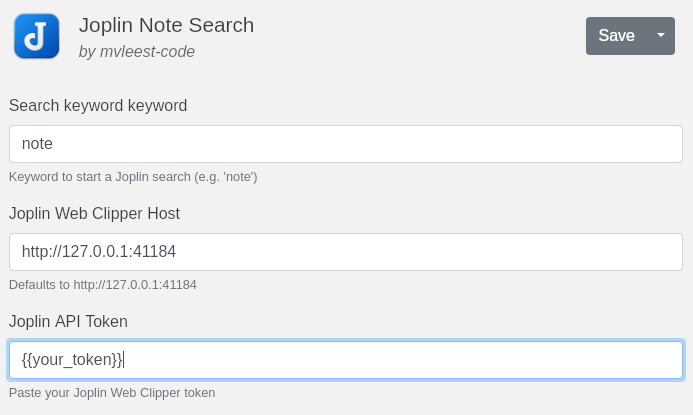 Joplin Note Search
by mvleest-code
Save
Search keyword keyword
note
Keyword to start a Joplin search (e.g. 'note')
Joplin Web Clipper Host
http://127.0.0.1:41184
Defaults to http://127.0.0.1:41184
Joplin API Token
{{your_token}}
Paste your Joplin Web Clipper token